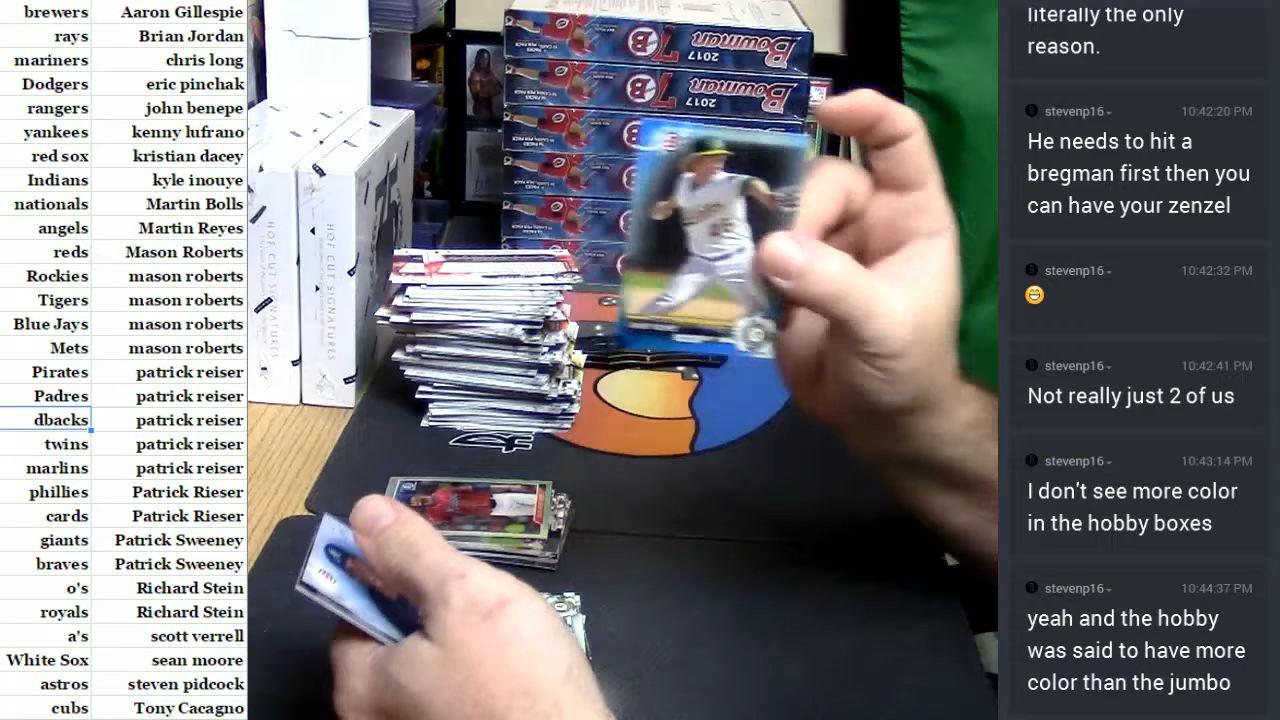 brewers Aaron Gillespie
rays Brian Jordan
mariners chris long
Dodgers eric pinchak
rangers john benepe
yankees kenny lufrano
red sox kristian dacey
Indians kyle inouye
nationals Martin Bolls
angels Martin Reyes
reds Mason Roberts
Rockies mason roberts
Tigers mason roberts
Blue Jays mason roberts
Mets mason roberts
Pirates patrick reiser
Padres patrick reiser
dbacks patrick reiser
twins patrick reiser
marlins patrick reiser
phillies Patrick Rieser
cards Patrick Rieser
giants Patrick Sweeney
braves Patrick Sweeney
o's Richard Stein
royals Richard Stein
a's scott verrell
White Sox sean moore
astros steven pidcock
cubs Tony Cacagno
2017 Bowman
2017 Bowman
HOF CUT SIGNATURES
HOF CUT SIGNATURES
literally the only
reason.
stevenp16 10:42:20 PM
He needs to hit a
bregman first then you
can have your zenzel
stevenp16 10:42:32 PM
stevenp16 10:42:41 PM
Not really just 2 of us
stevenp16 10:43:14 PM
I don't see more color
in the hobby boxes
stevenp16 10:44:37 PM
yeah and the hobby
was said to have more
color than the jumbo